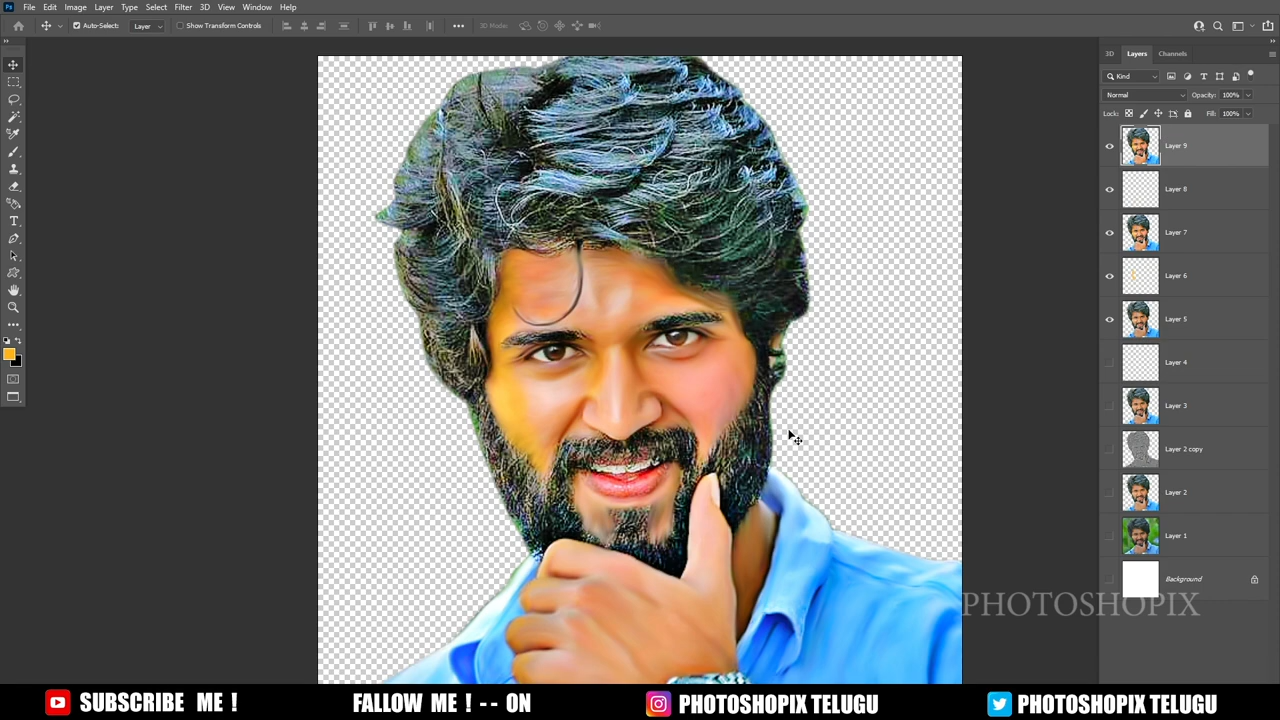 Ps File Edit Image Layer Type Select Filter 3D View Window Help
Auto-Select: Layer Show Transform Controls 3D Mode:
3D Layers Channels
Kind
Normal Opacity: 100%
Lock: Fill: 100%
Layer 9
Layer 8
Layer 7
Layer 6
Layer 5
Layer 4
Layer 3
Layer 2 copy
Layer 2
Layer 1
Background
PHOTOSHOPIX
SUBSCRIBE ME ! FALLOW ME ! -- ON PHOTOSHOPIX TELUGU PHOTOSHOPIX TELUGU